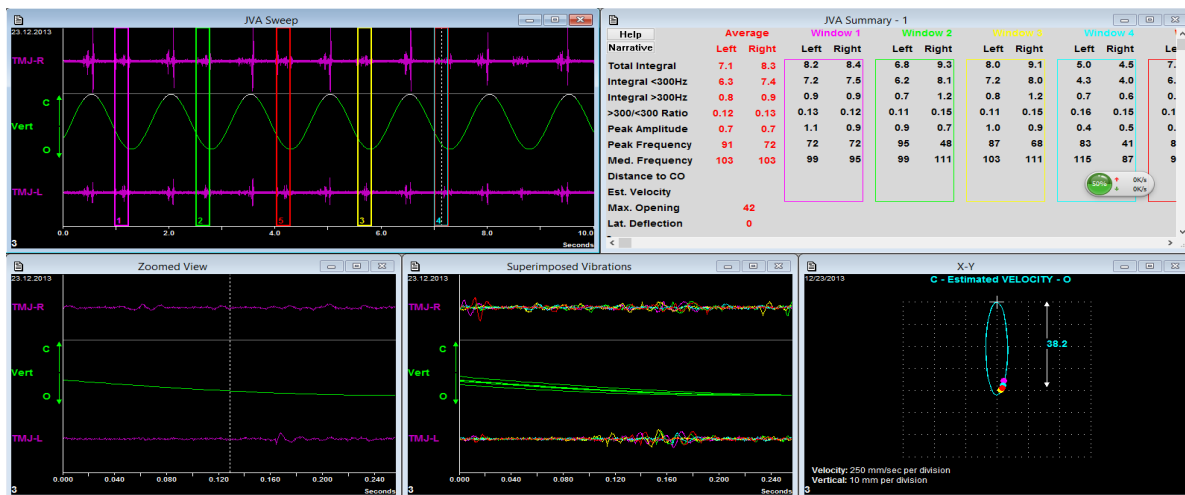 JVA Sweep
23.12.2013
TMJ-R
C
Vert
O
TMJ-L
1
2
5
3
4
0.0 2.0 4.0 6.0 8.0 10.0
Seconds
3
JVA Summary - 1
Help Average Window 1 Window 2 Window 3 Window 4
Narrative Left Right Left Right Left Right Left Right Left Right
Total Integral 7.1 8.3 8.2 8.4 6.8 9.3 8.0 9.1 5.0 4.5 7.
Integral <300Hz 6.3 7.4 7.2 7.5 6.2 8.1 7.2 8.0 4.3 4.0 6.
Integral >300Hz 0.8 0.9 0.9 0.9 0.7 1.2 0.8 1.2 0.7 0.6 0.
>300/<300 Ratio 0.12 0.13 0.13 0.12 0.11 0.15 0.11 0.15 0.16 0.15 0.1
Peak Amplitude 0.7 0.7 1.1 0.9 0.9 0.7 1.0 0.9 0.4 0.5 0.
Peak Frequency 91 72 72 72 95 48 87 68 83 41 8
Med. Frequency 103 103 99 95 99 111 103 111 115 87 9
Distance to CO
Est. Velocity
Max. Opening 42
Lat. Deflection 0
50% 0K/s
0K/s
Zoomed View
23.12.2013
TMJ-R
C
Vert
O
TMJ-L
0.000 0.040 0.080 0.120 0.160 0.200 0.240
Seconds
3
Superimposed Vibrations
23.12.2013
TMJ-R
C
Vert
O
TMJ-L
0.000 0.040 0.080 0.120 0.160 0.200 0.240
Seconds
3
X-Y
12/23/2013
C - Estimated VELOCITY - O
38.2
Velocity: 250 mm/sec per division
Vertical: 10 mm per division
3